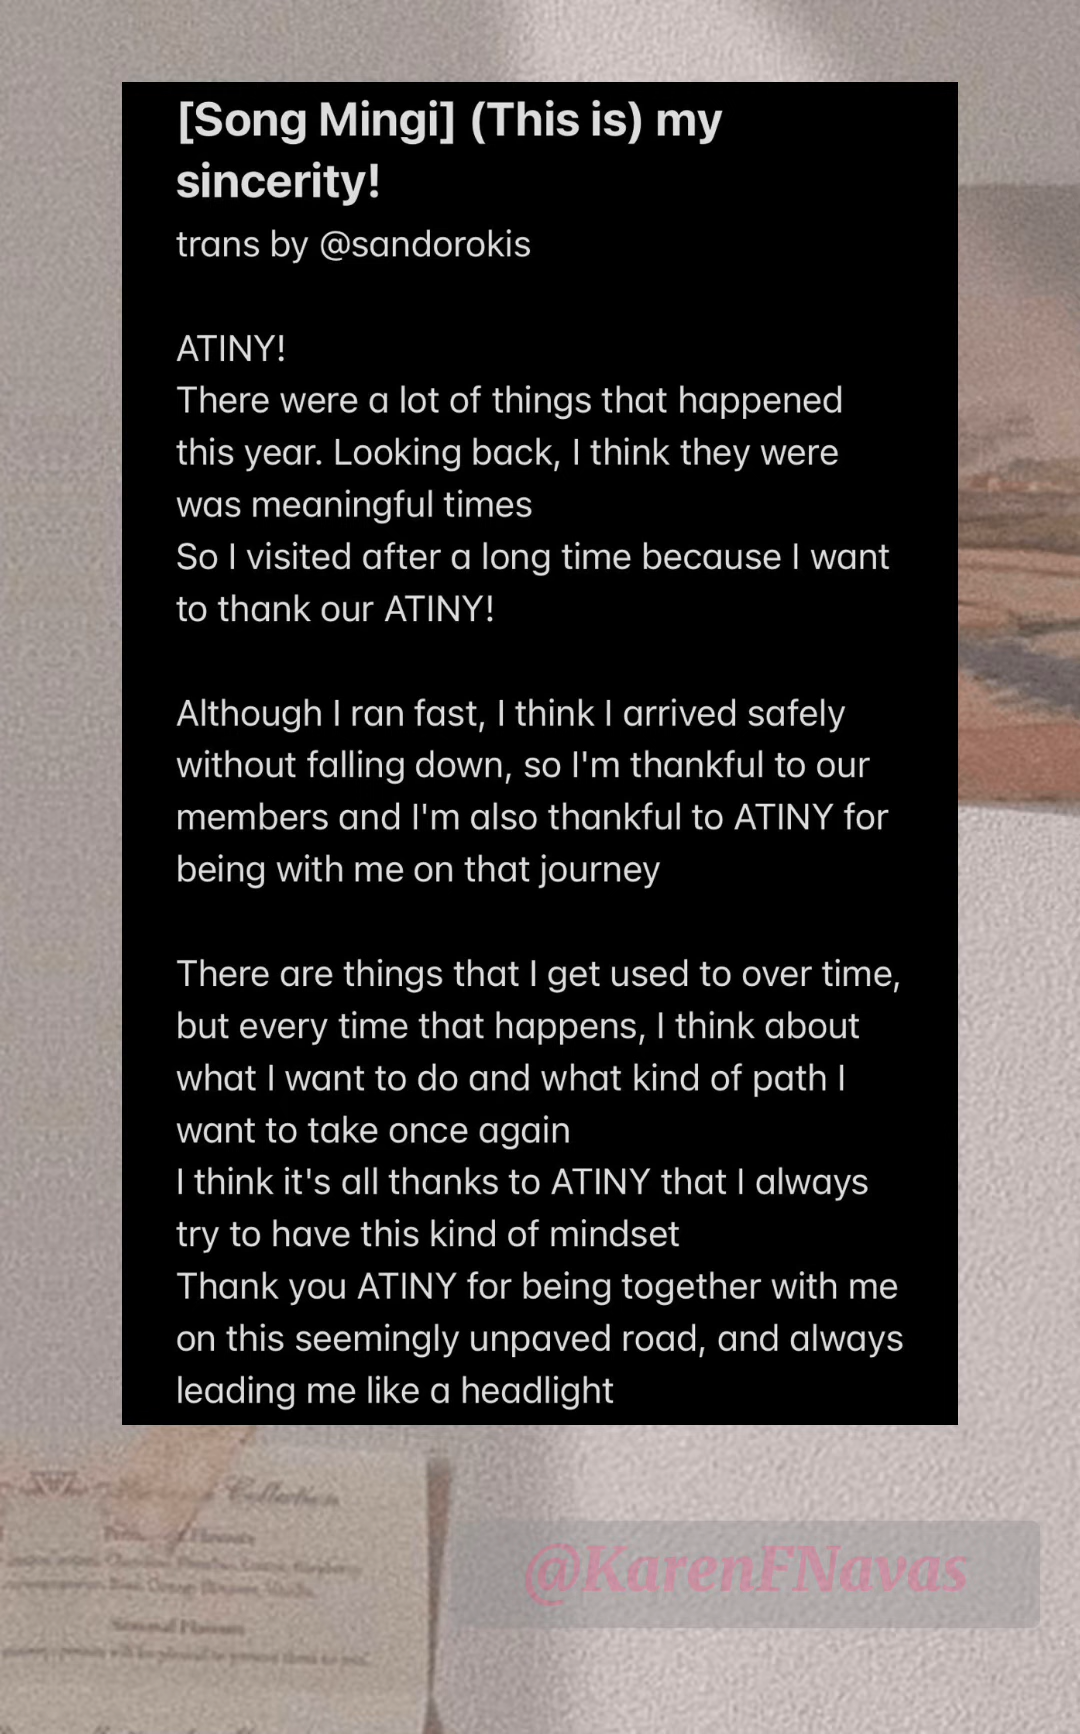 [Song Mingi] (This is) my
sincerity!
trans by @sandorokis
ATINY!
There were a lot of things that happened
this year. Looking back, I think they were
was meaningful times
So I visited after a long time because I want
to thank our ATINY!
Although I ran fast, I think I arrived safely
without falling down, so I'm thankful to our
members and I'm also thankful to ATINY for
being with me on that journey
There are things that I get used to over time,
but every time that happens, I think about
what I want to do and what kind of path I
want to take once again
I think it's all thanks to ATINY that I always
try to have this kind of mindset
Thank you ATINY for being together with me
on this seemingly unpaved road, and always
leading me like a headlight
Collection
@KarenFNavas